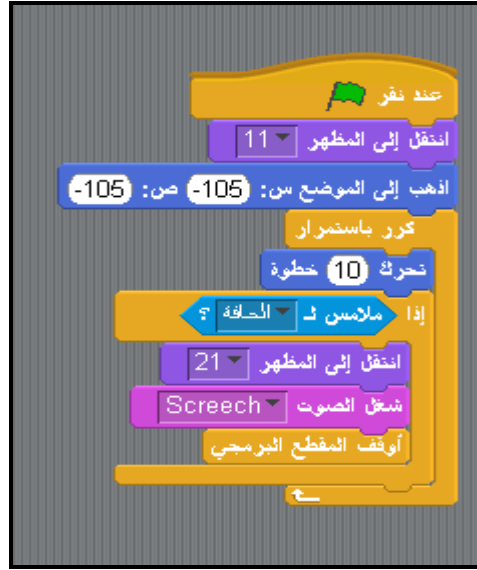 عند نقر
انتقل إلى المظهر 11
اذهب إلى الموضع س: -105 ص: -105
كرر باستمرار
تحرك 10 خطوة
إذا ملامس لـ الحافة ؟
انتقل إلى المظهر 21
شغل الصوت Screech
أوقف المقطع البرمجي